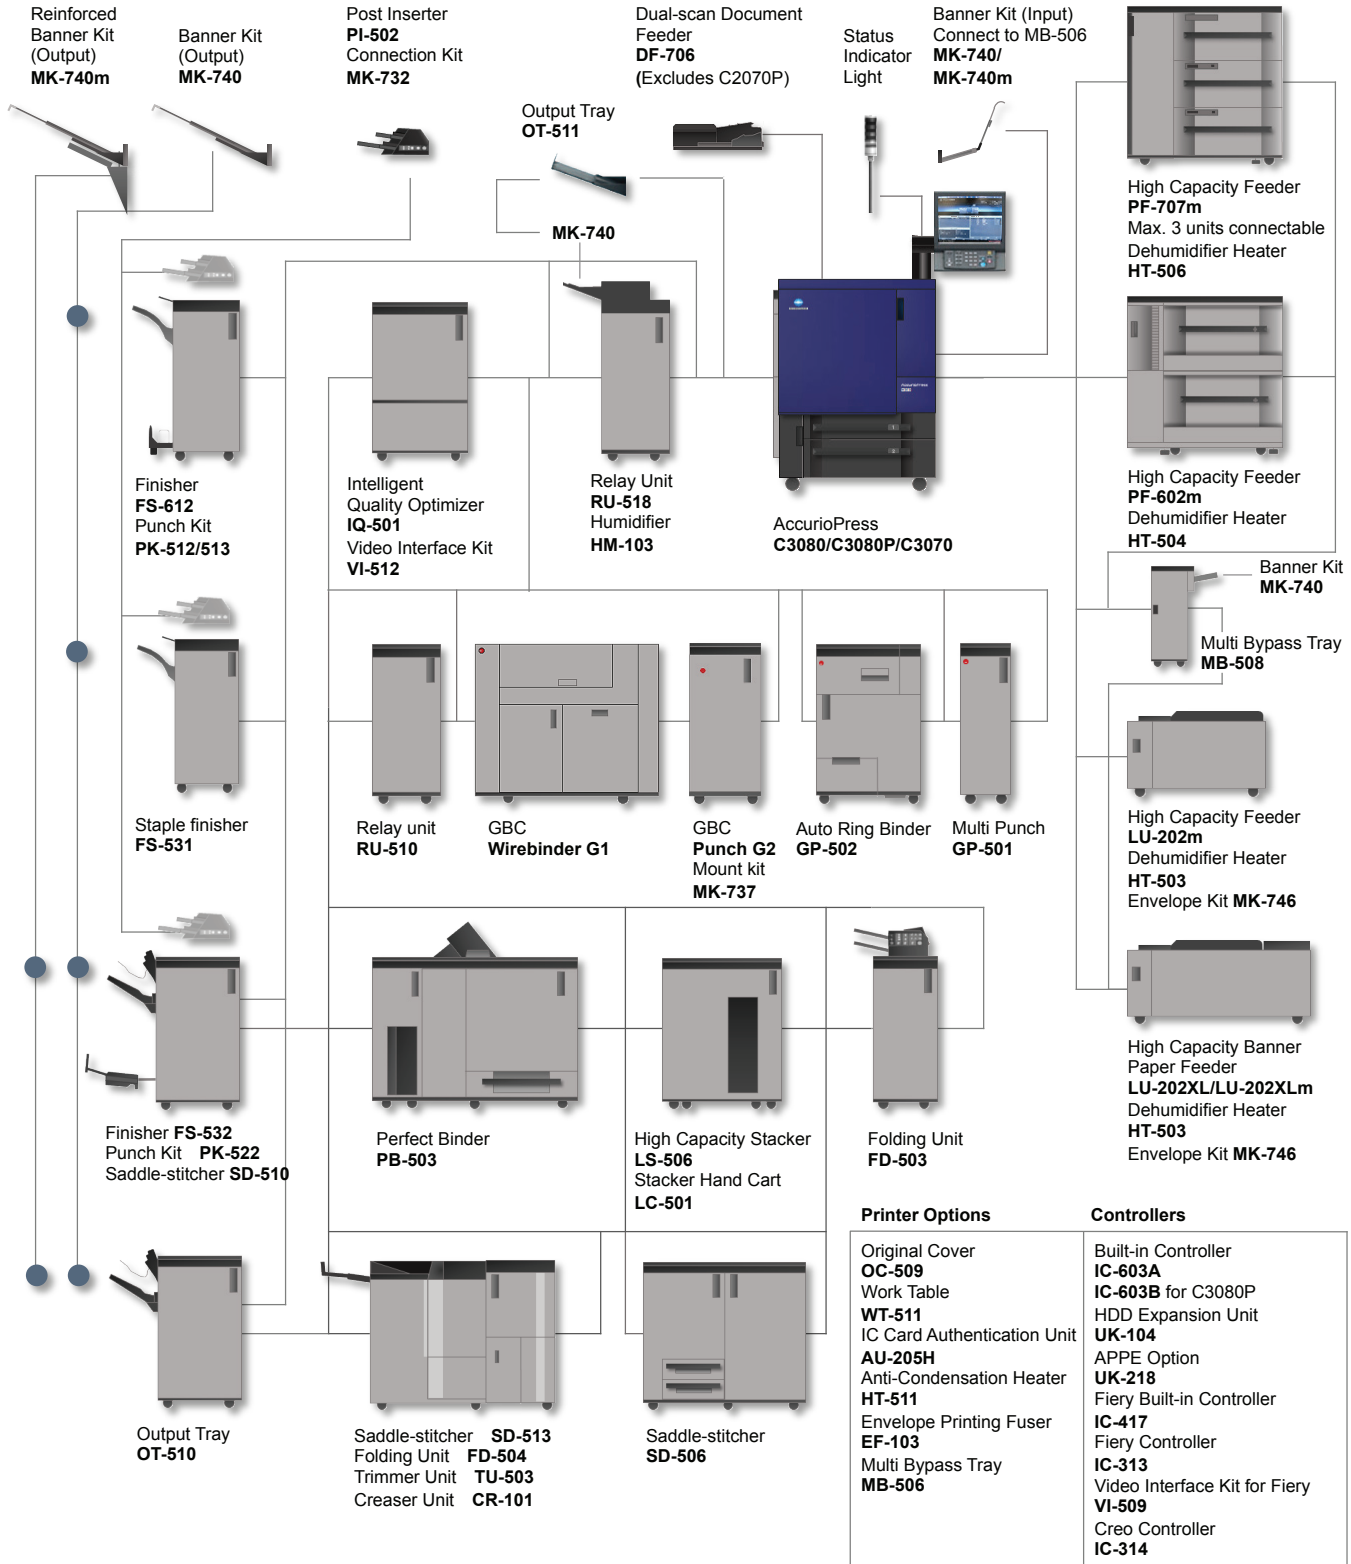 Reinforced
Banner Kit
(Output)
MK-740m
Banner Kit
(Output)
MK-740
Post Inserter
PI-502
Connection Kit
MK-732
Output Tray
OT-511
MK-740
Dual-scan Document
Feeder
DF-706
(Excludes C2070P)
Status
Indicator
Light
Banner Kit (Input)
Connect to MB-506
MK-740/
MK-740m
High Capacity Feeder
PF-707m
Max. 3 units connectable
Dehumidifier Heater
HT-506
Finisher
FS-612
Punch Kit
PK-512/513
Intelligent
Quality Optimizer
IQ-501
Video Interface Kit
VI-512
Relay Unit
RU-518
Humidifier
HM-103
AccurioPress
C3080/C3080P/C3070
High Capacity Feeder
PF-602m
Dehumidifier Heater
HT-504
Banner Kit
MK-740
Multi Bypass Tray
MB-508
Staple finisher
FS-531
Relay unit
RU-510
GBC
Wirebinder G1
GBC
Punch G2
Mount kit
MK-737
Auto Ring Binder
GP-502
Multi Punch
GP-501
High Capacity Feeder
LU-202m
Dehumidifier Heater
HT-503
Envelope Kit MK-746
Finisher FS-532
Punch Kit PK-522
Saddle-stitcher SD-510
Perfect Binder
PB-503
High Capacity Stacker
LS-506
Stacker Hand Cart
LC-501
Folding Unit
FD-503
High Capacity Banner
Paper Feeder
LU-202XL/LU-202XLm
Dehumidifier Heater
HT-503
Envelope Kit MK-746
Output Tray
OT-510
Saddle-stitcher SD-513
Folding Unit FD-504
Trimmer Unit TU-503
Creaser Unit CR-101
Saddle-stitcher
SD-506
Printer Options
Original Cover
OC-509
Work Table
WT-511
IC Card Authentication Unit
AU-205H
Anti-Condensation Heater
HT-511
Envelope Printing Fuser
EF-103
Multi Bypass Tray
MB-506
Controllers
Built-in Controller
IC-603A
IC-603B for C3080P
HDD Expansion Unit
UK-104
APPE Option
UK-218
Fiery Built-in Controller
IC-417
Fiery Controller
IC-313
Video Interface Kit for Fiery
VI-509
Creo Controller
IC-314